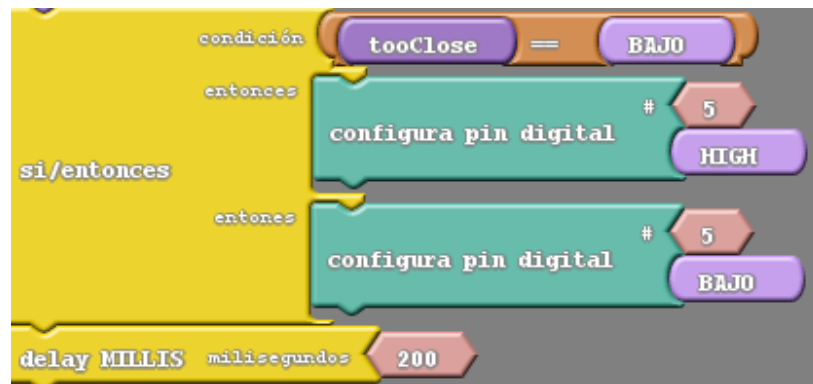 condición tooClose == BAJO
entonces
configura pin digital # 5
HIGH
si/entonces
entones
configura pin digital # 5
BAJO
delay MILLIS milisegundos 200